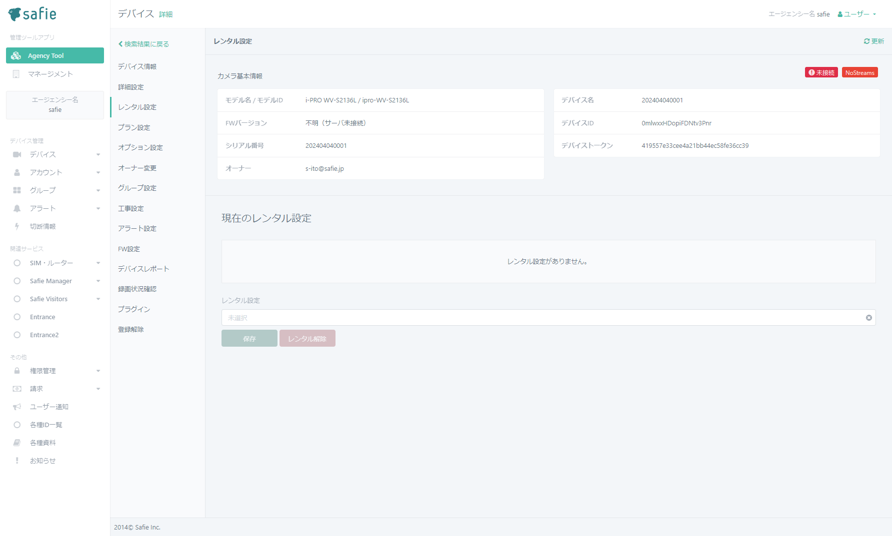 safie
デバイス 詳細
エージェンシー名 safie
ユーザー
管理ツールアプリ
Agency Tool
マネージメント
エージェンシー名
safie
デバイス管理
デバイス
アカウント
グループ
アラート
切断情報
関連サービス
SIM・ルーター
Safie Manager
Safie Visitors
Entrance
Entrance2
その他
権限管理
請求
ユーザー通知
各種ID一覧
各種資料
お知らせ
検索結果に戻る
デバイス情報
詳細設定
レンタル設定
プラン設定
オプション設定
オーナー変更
グループ設定
工事設定
アラート設定
FW設定
デバイスレポート
録画状況確認
プラグイン
登録解除
レンタル設定
更新
カメラ基本情報
未接続
NoStreams
モデル名 / モデルID i-PRO WV-S2136L / ipro-WV-S2136L
FWバージョン 不明（サーバ未接続）
シリアル番号 202404040001
オーナー s-ito@safie.jp
デバイス名 202404040001
デバイスID 0mlwxxHDopiFDNtv3Pnr
デバイストークン 419557e33cee4a21bb44ec58fe36cc39
現在のレンタル設定
レンタル設定がありません。
レンタル設定
未選択
保存
レンタル解除
2014© Safie Inc.